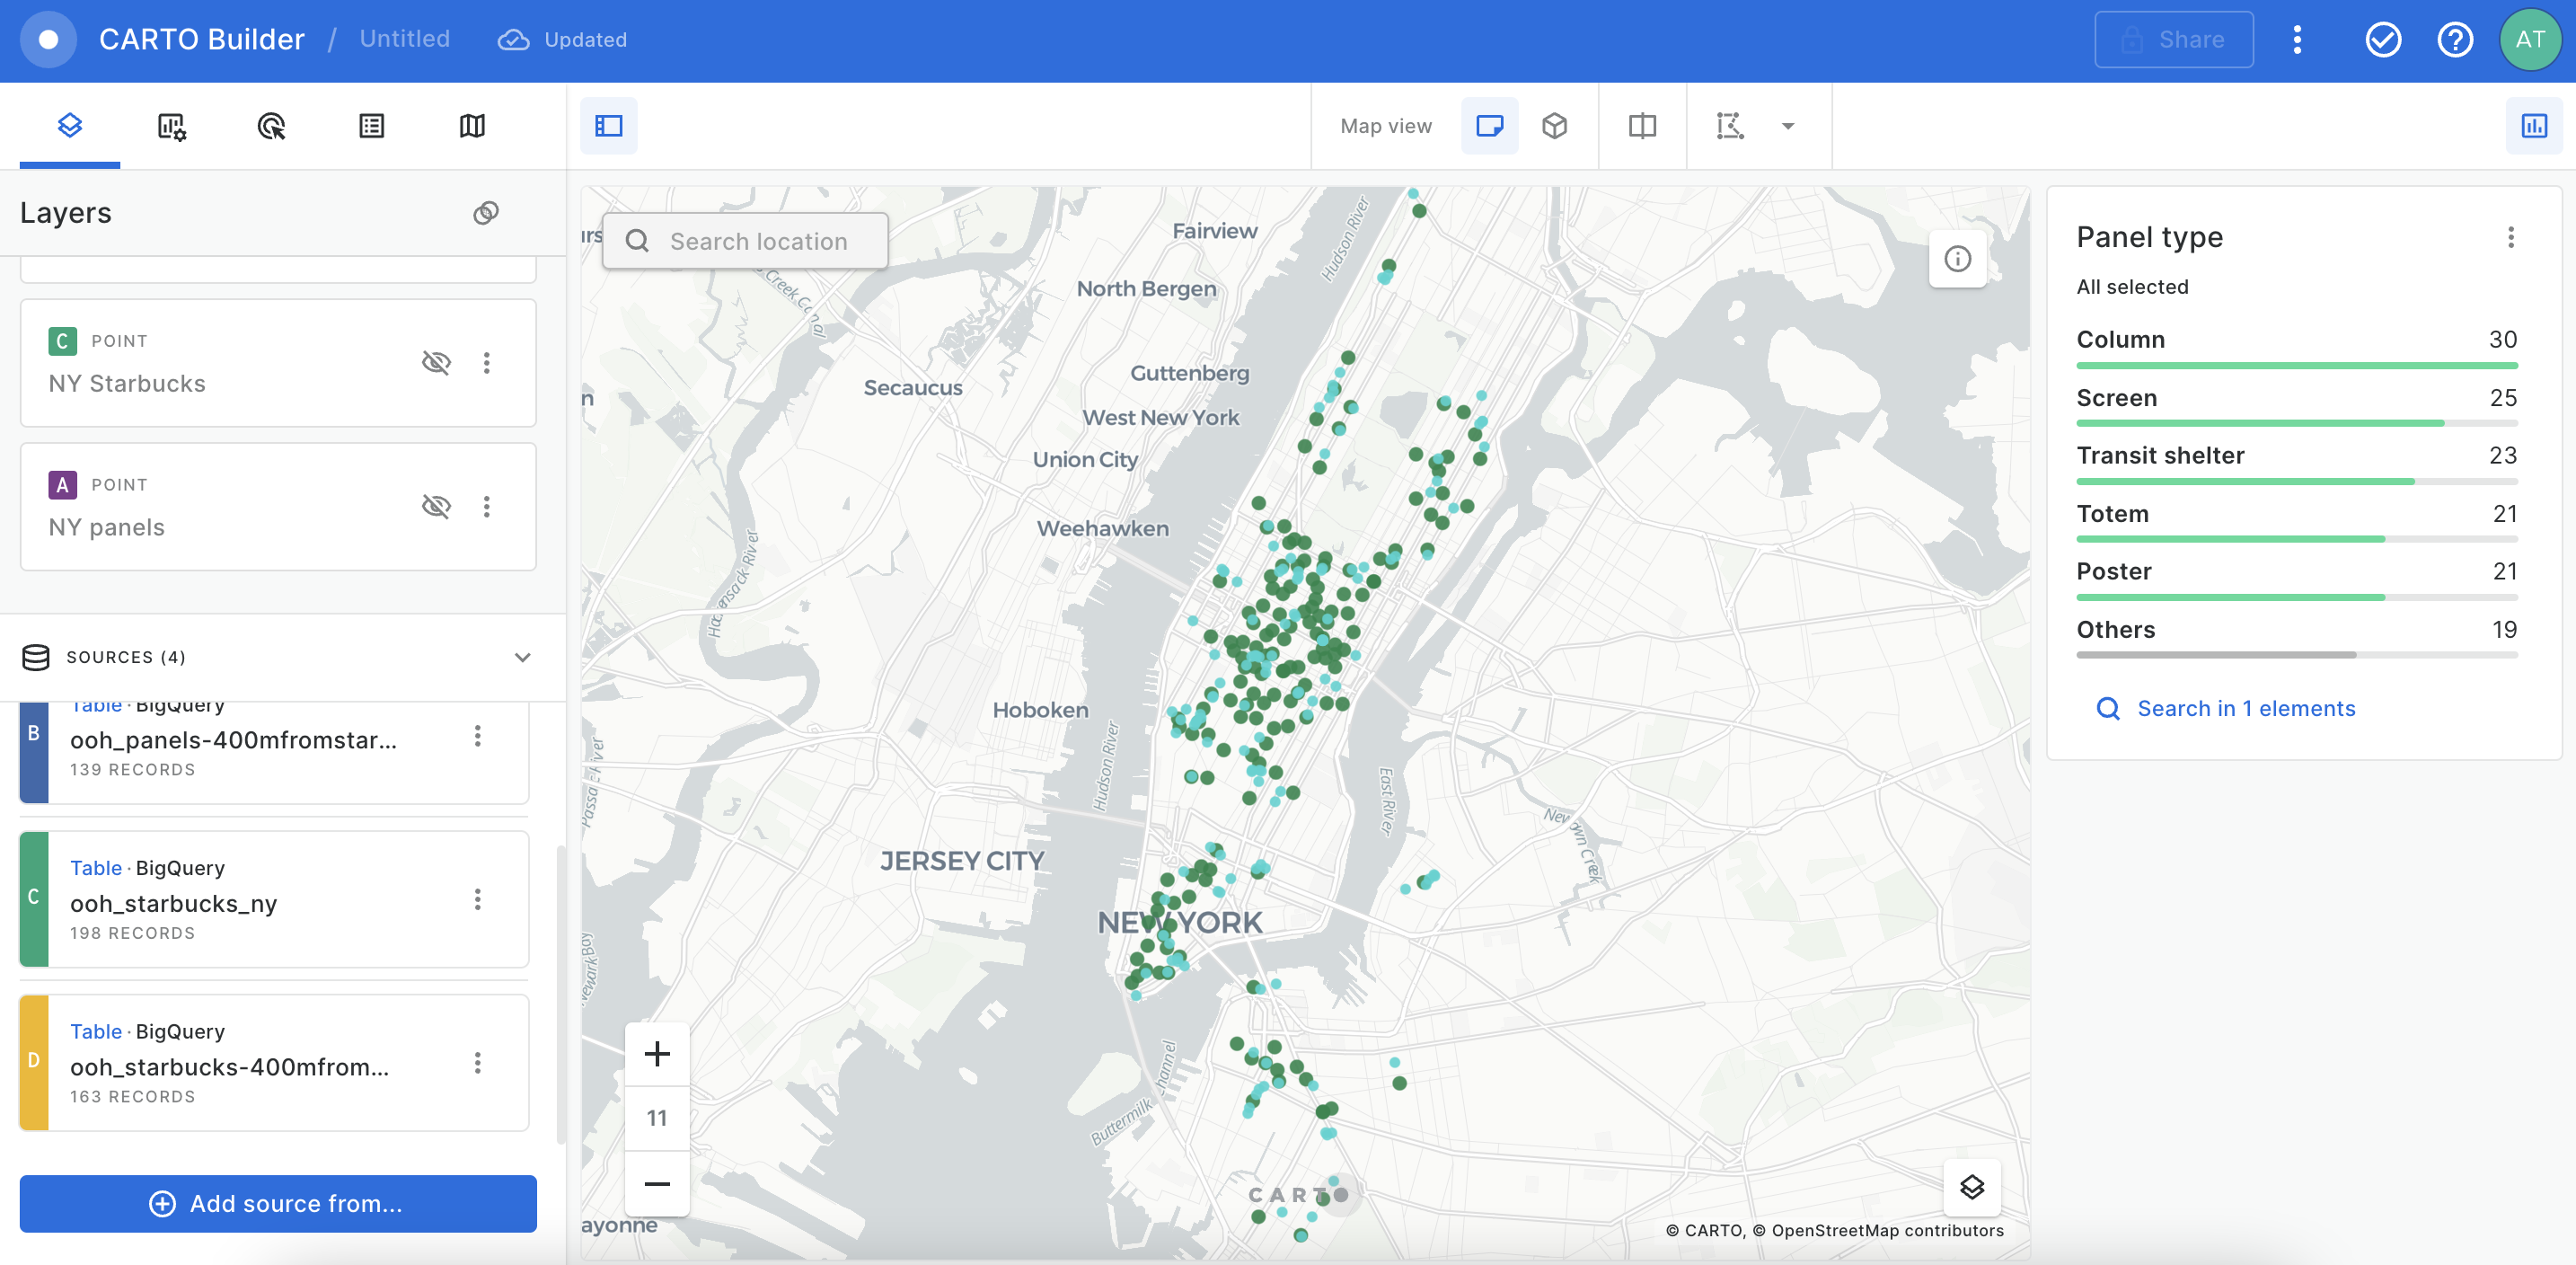 CARTO Builder / Untitled Updated
Share
?
AT
Map view
Layers
C POINT
NY Starbucks
A POINT
NY panels
SOURCES (4)
B
Table · BigQuery
ooh_panels-400mfromstar...
139 RECORDS
C
Table · BigQuery
ooh_starbucks_ny
198 RECORDS
D
Table · BigQuery
ooh_starbucks-400mfrom...
163 RECORDS
Add source from...
Search location
Fairview
Hudson River
Creek Canal
North Bergen
Guttenberg
Secaucus
West New York
Union City
Weehawken
Hackensack River
Hoboken
Hudson River
East River
Newtown Creek
JERSEY CITY
NEW YORK
Newark Bay
Buttermilk Channel
ayonne
+
11
−
CARTO
© CARTO, © OpenStreetMap contributors
Panel type
All selected
Column 30
Screen 25
Transit shelter 23
Totem 21
Poster 21
Others 19
Search in 1 elements